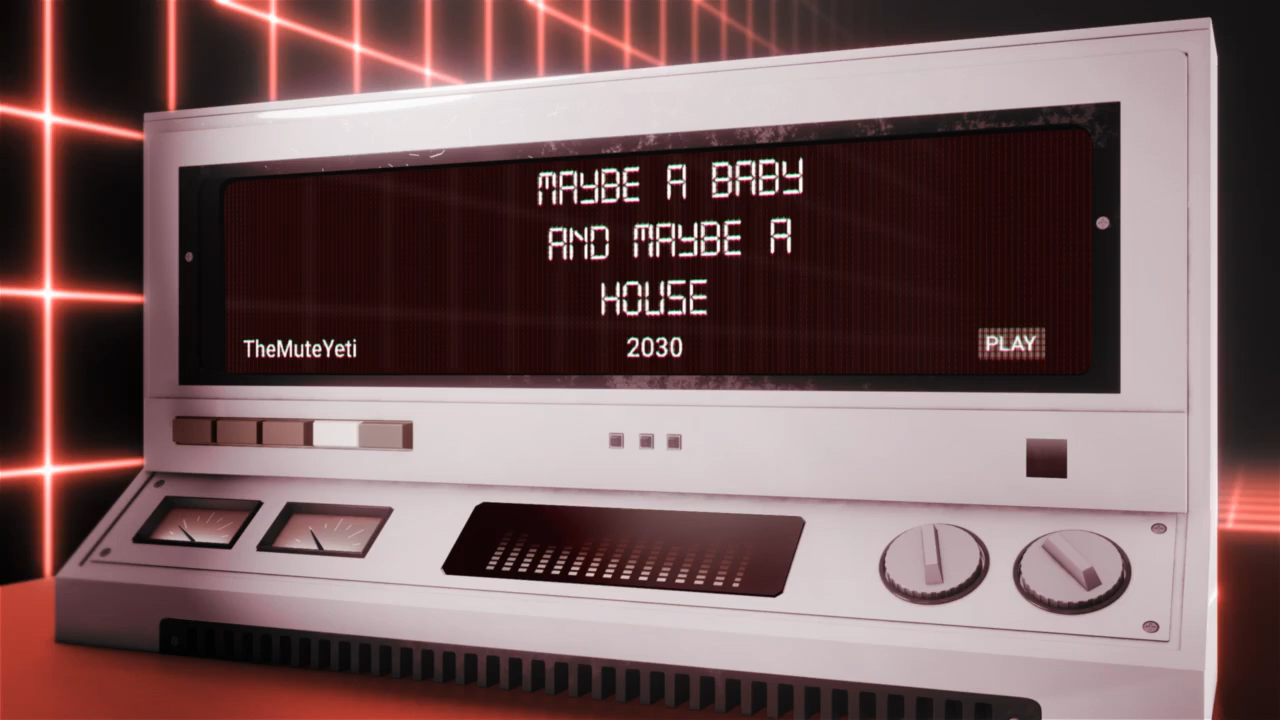 MAYBE A BABY
AND MAYBE A
HOUSE
TheMuteYeti
2030
PLAY